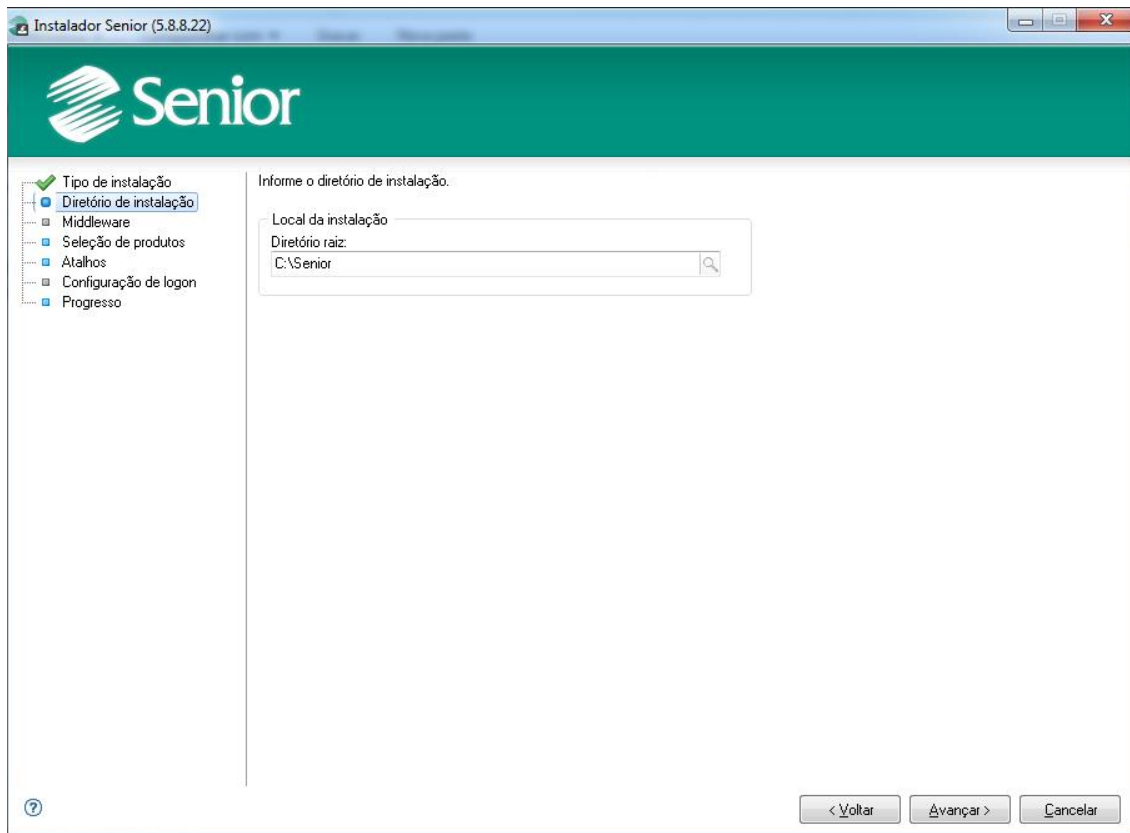 Instalador Senior (5.8.8.22)
Senior
Tipo de instalação
Diretório de instalação
Middleware
Seleção de produtos
Atalhos
Configuração de logon
Progresso
Informe o diretório de instalação.
Local da instalação
Diretório raiz:
C:\Senior
?
< Voltar
Avançar >
Cancelar